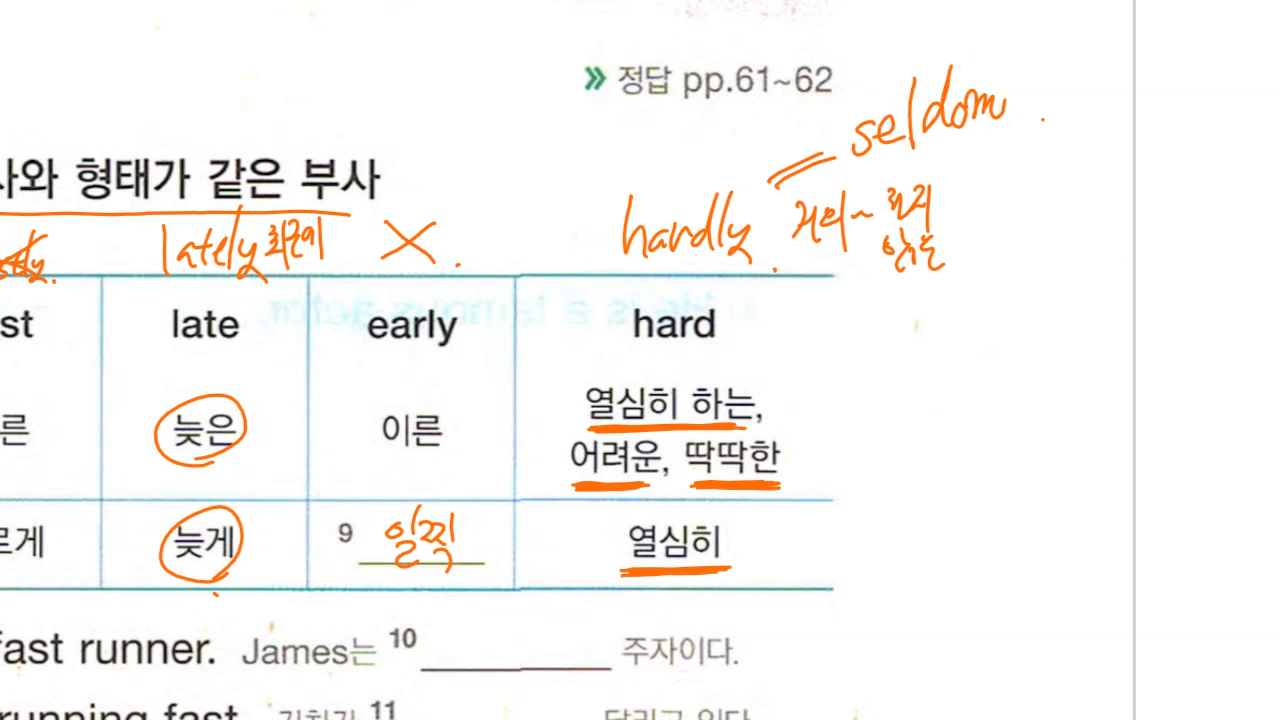 » 정답 pp.61~62
= seldom.
사와 형태가 같은 부사
lately 최근에 X. hardly. 거의~ 하지
않는
st late early hard
른 늦은 이른 열심히 하는,
어려운, 딱딱한
르게 늦게 9 일찍 열심히
fast runner. James는 10 ________ 주자이다.
running fast 11 달리고 있다